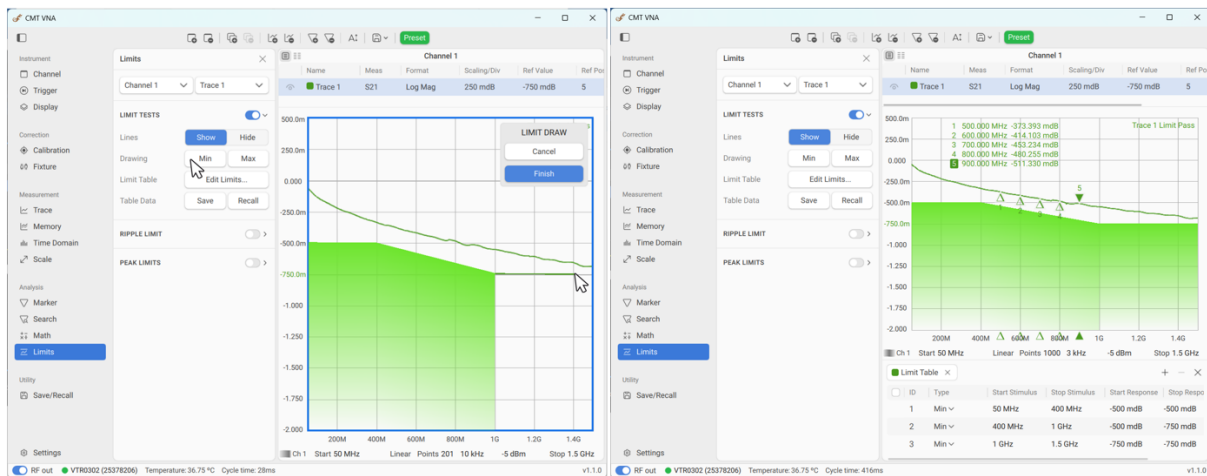 CMT VNA
Preset
Instrument
Channel
Trigger
Display
Correction
Calibration
Fixture
Measurement
Trace
Memory
Time Domain
Scale
Analysis
Marker
Search
Math
Limits
Utility
Save/Recall
Settings
Limits
Channel 1 Trace 1
LIMIT TESTS
Lines Show Hide
Drawing Min Max
Limit Table Edit Limits...
Table Data Save Recall
RIPPLE LIMIT
PEAK LIMITS
Channel 1
Name Meas Format Scaling/Div Ref Value Ref Pos
Trace 1 S21 Log Mag 250 mdB -750 mdB 5
LIMIT DRAW
Cancel
Finish
500.0m
250.0m
0.000
-250.0m
-500.0m
-750.0m
-1.000
-1.250
-1.500
-1.750
-2.000
200M 400M 600M 800M 1G 1.2G 1.4G
Ch 1 Start 50 MHz Linear Points 201 10 kHz -5 dBm Stop 1.5 GHz
RF out VTR0302 (25378206) Temperature: 36.75 ºC Cycle time: 28ms v1.1.0
CMT VNA
Preset
Instrument
Channel
Trigger
Display
Correction
Calibration
Fixture
Measurement
Trace
Memory
Time Domain
Scale
Analysis
Marker
Search
Math
Limits
Utility
Save/Recall
Settings
Limits
Channel 1 Trace 1
LIMIT TESTS
Lines Show Hide
Drawing Min Max
Limit Table Edit Limits...
Table Data Save Recall
RIPPLE LIMIT
PEAK LIMITS
Channel 1
Name Meas Format Scaling/Div Ref Value Ref Po
Trace 1 S21 Log Mag 250 mdB -750 mdB 5
1 500.000 MHz -373.393 mdB
2 600.000 MHz -414.103 mdB
3 700.000 MHz -453.234 mdB
4 800.000 MHz -480.255 mdB
5 900.000 MHz -511.330 mdB
Trace 1 Limit Pass
500.0m
250.0m
0.000
-250.0m
-500.0m
-750.0m
-1.000
-1.250
-1.500
-1.750
-2.000
1 2 3 4 5
200M 400M 600M 800M 1G 1.2G 1.4G
Ch 1 Start 50 MHz Linear Points 1000 3 kHz -5 dBm Stop 1.5 GHz
Limit Table
ID Type Start Stimulus Stop Stimulus Start Response Stop Respo
1 Min 50 MHz 400 MHz -500 mdB -500 mdB
2 Min 400 MHz 1 GHz -500 mdB -750 mdB
3 Min 1 GHz 1.5 GHz -750 mdB -750 mdB
RF out VTR0302 (25378206) Temperature: 36.75 ºC Cycle time: 416ms v1.1.0